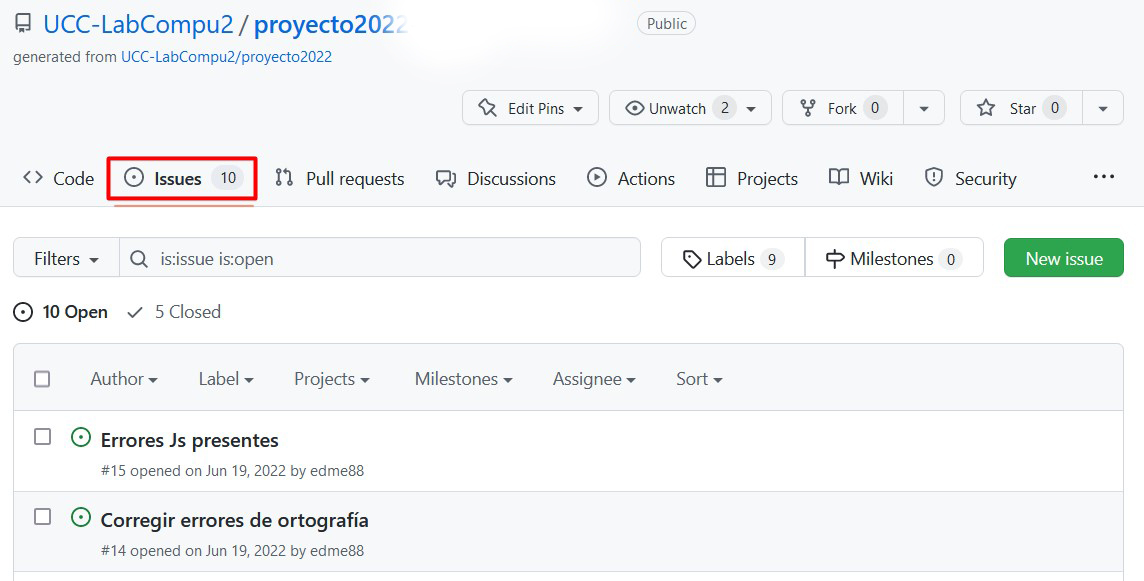 UCC-LabCompu2 / proyecto2022 Public
generated from UCC-LabCompu2/proyecto2022
Edit Pins Unwatch 2 Fork 0 Star 0
Code Issues 10 Pull requests Discussions Actions Projects Wiki Security ...
Filters is:issue is:open Labels 9 Milestones 0 New issue
10 Open 5 Closed
Author Label Projects Milestones Assignee Sort
Errores Js presentes
#15 opened on Jun 19, 2022 by edme88
Corregir errores de ortografía
#14 opened on Jun 19, 2022 by edme88